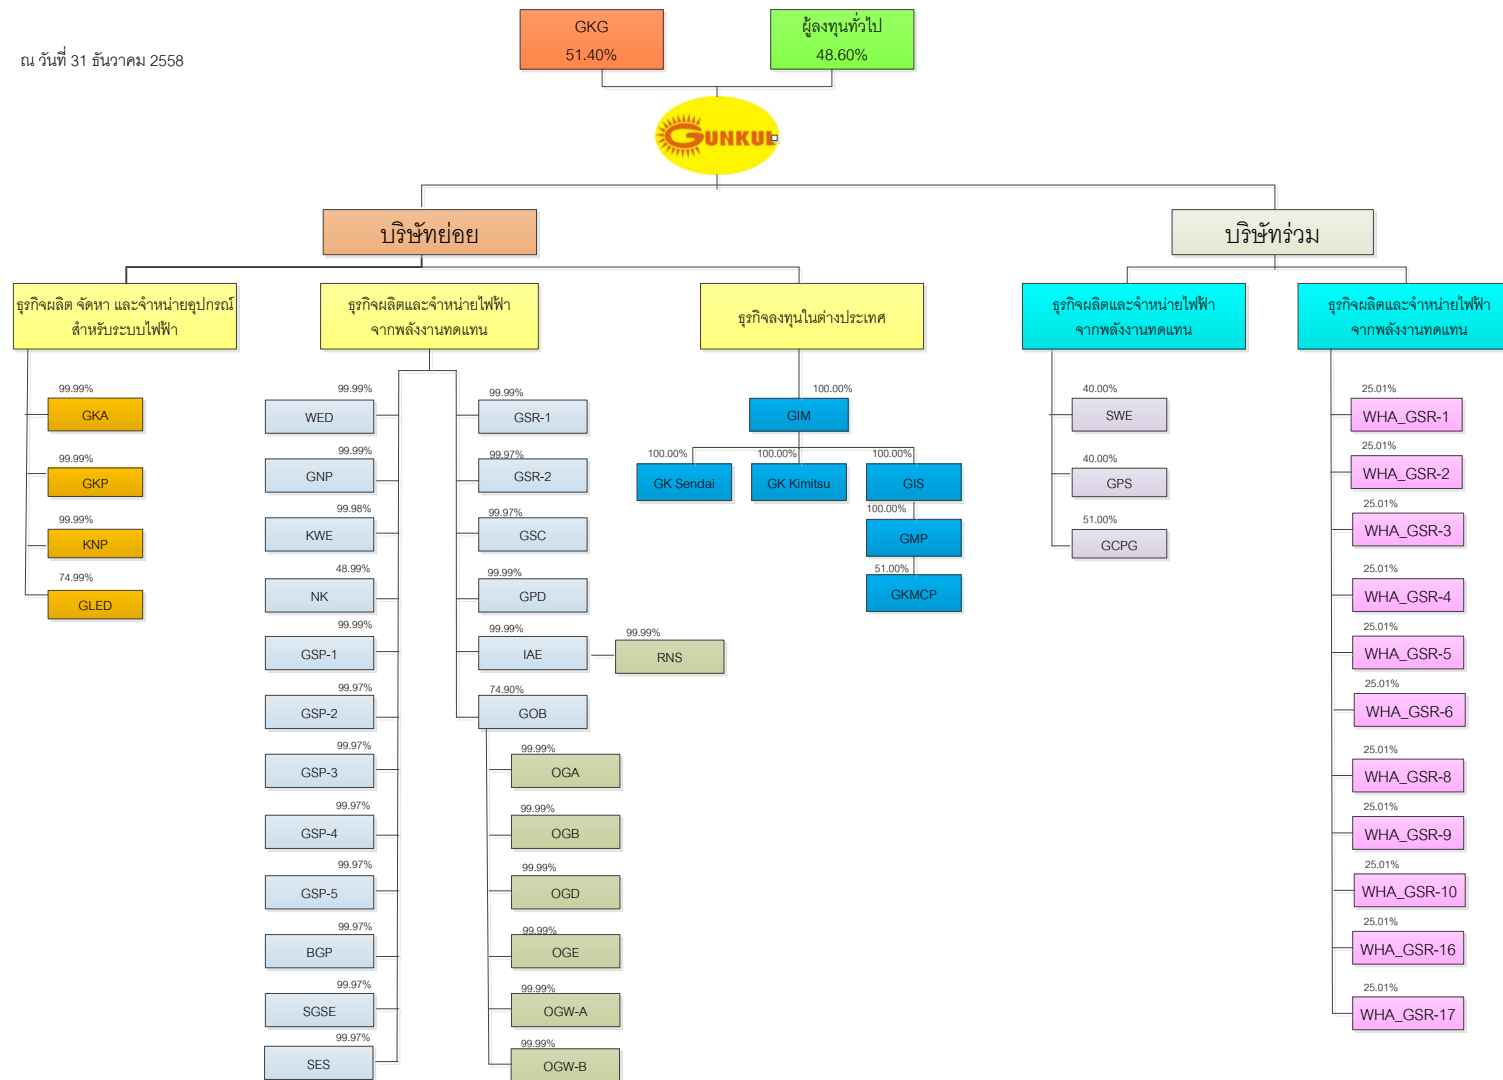 GKG
51.40%
ผู้ลงทุนทั่วไป
48.60%
ณ วันที่ 31 ธันวาคม 2558
GUNKUL
บริษัทย่อย
บริษัทร่วม
ธุรกิจผลิต จัดหา และจำหน่ายอุปกรณ์
สำหรับระบบไฟฟ้า
ธุรกิจผลิตและจำหน่ายไฟฟ้า
จากพลังงานทดแทน
ธุรกิจลงทุนในต่างประเทศ
ธุรกิจผลิตและจำหน่ายไฟฟ้า
จากพลังงานทดแทน
ธุรกิจผลิตและจำหน่ายไฟฟ้า
จากพลังงานทดแทน
99.99%
GKA
99.99%
GKP
99.99%
KNP
74.99%
GLED
99.99%
WED
99.99%
GNP
99.98%
KWE
48.99%
NK
99.99%
GSP-1
99.97%
GSP-2
99.97%
GSP-3
99.97%
GSP-4
99.97%
GSP-5
99.97%
BGP
99.97%
SGSE
99.97%
SES
99.99%
GSR-1
99.97%
GSR-2
99.97%
GSC
99.99%
GPD
99.99%
IAE
99.99%
RNS
74.90%
GOB
99.99%
OGA
99.99%
OGB
99.99%
OGD
99.99%
OGE
99.99%
OGW-A
99.99%
OGW-B
100.00%
GIM
100.00%
GK Sendai
100.00%
GK Kimitsu
100.00%
GIS
100.00%
GMP
51.00%
GKMCP
40.00%
SWE
40.00%
GPS
51.00%
GCPG
25.01%
WHA_GSR-1
25.01%
WHA_GSR-2
25.01%
WHA_GSR-3
25.01%
WHA_GSR-4
25.01%
WHA_GSR-5
25.01%
WHA_GSR-6
25.01%
WHA_GSR-8
25.01%
WHA_GSR-9
25.01%
WHA_GSR-10
25.01%
WHA_GSR-16
25.01%
WHA_GSR-17